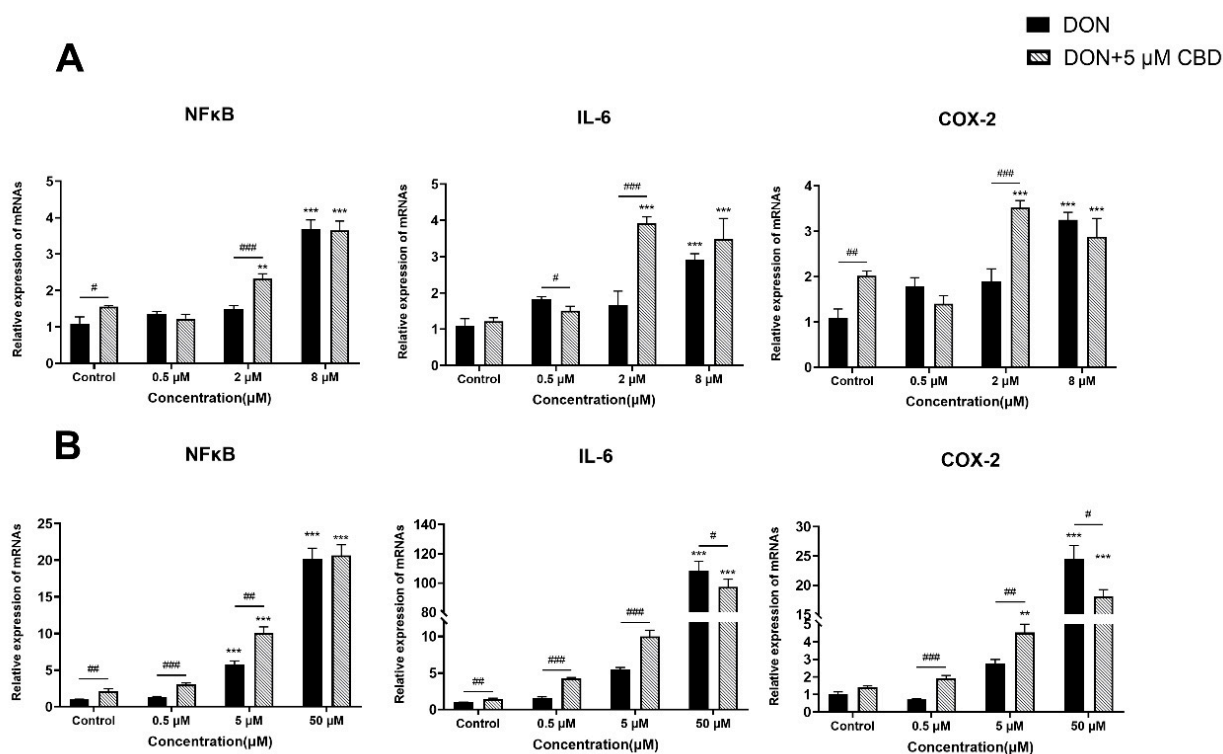 DON
DON+5 µM CBD
A
NFκB
IL-6
COX-2
Relative expression of mRNAs
5
4
3
2
1
0
#
###
**
***
***
Control
0.5 µM
2 µM
8 µM
Concentration(µM)
Relative expression of mRNAs
5
4
3
2
1
0
#
###
***
***
***
Control
0.5 µM
2 µM
8 µM
Concentration(µM)
Relative expression of mRNAs
4
3
2
1
0
##
###
***
***
***
Control
0.5 µM
2 µM
8 µM
Concentration(µM)
B
NFκB
IL-6
COX-2
Relative expression of mRNAs
25
20
15
10
5
0
##
###
##
***
***
***
***
Control
0.5 µM
5 µM
50 µM
Concentration(µM)
Relative expression of mRNAs
140
120
100
80
10
5
0
##
###
###
#
***
***
Control
0.5 µM
5 µM
50 µM
Concentration(µM)
Relative expression of mRNAs
30
25
20
15
5
4
3
2
1
0
###
##
**
#
***
***
Control
0.5 µM
5 µM
50 µM
Concentration(µM)